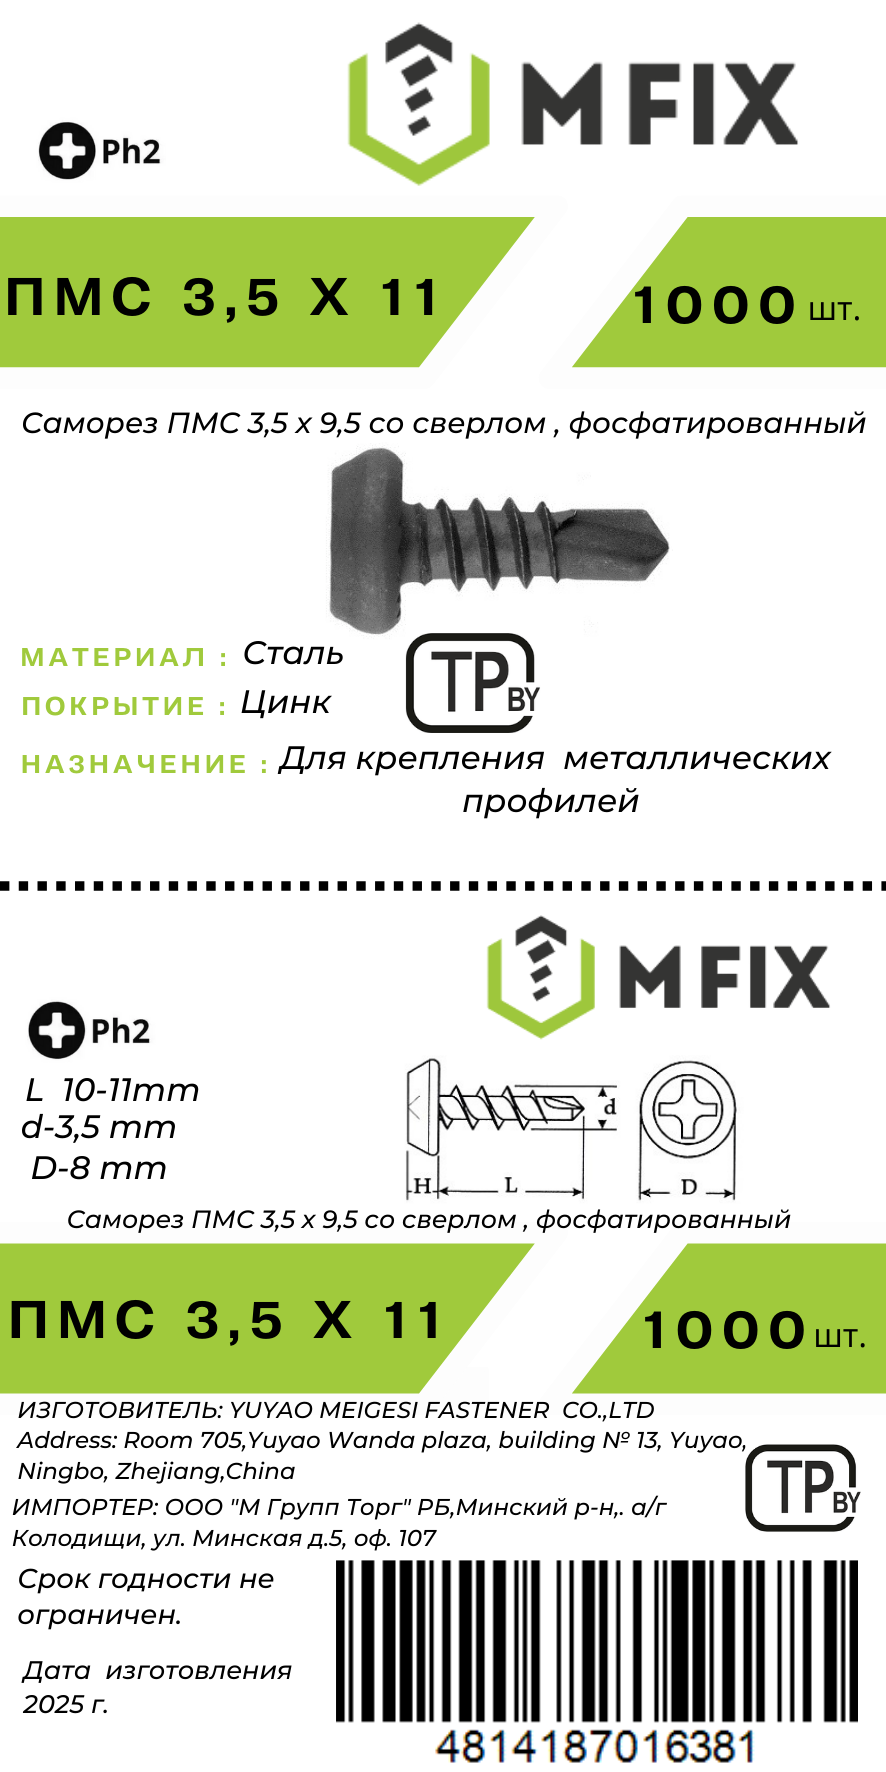 MFIX
Ph2
ПМС 3,5 X 11
1000 шт.
Саморез ПМС 3,5 x 9,5 со сверлом , фосфатированный
МАТЕРИАЛ : Сталь
ПОКРЫТИЕ : Цинк
TP BY
НАЗНАЧЕНИЕ : Для крепления металлических
профилей
MFIX
Ph2
L 10-11mm
d-3,5 mm
D-8 mm
d
H L D
Саморез ПМС 3,5 x 9,5 со сверлом , фосфатированный
ПМС 3,5 X 11
1000 шт.
ИЗГОТОВИТЕЛЬ: YUYAO MEIGESI FASTENER CO.,LTD
Address: Room 705,Yuyao Wanda plaza, building № 13, Yuyao,
Ningbo, Zhejiang,China
TP BY
ИМПОРТЕР: ООО "М Групп Торг" РБ,Минский р-н,. а/г
Колодищи, ул. Минская д.5, оф. 107
Срок годности не
ограничен.
Дата изготовления
2025 г.
4814187016381